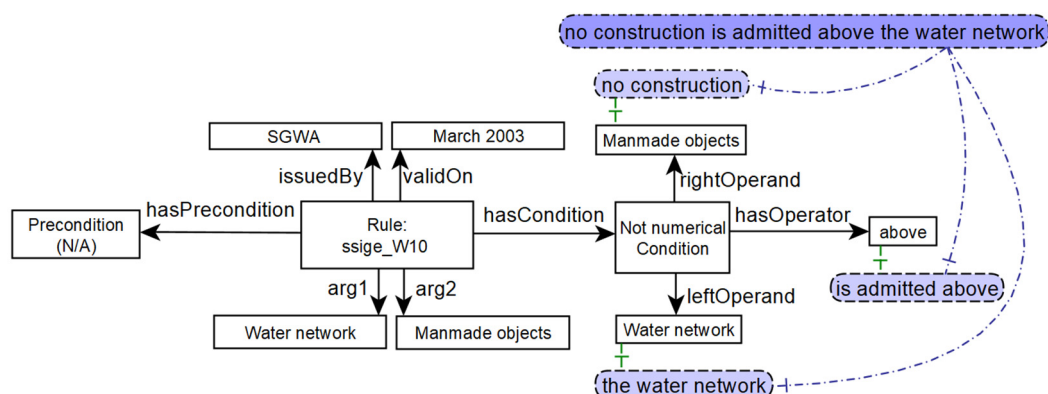 no construction is admitted above the water network
no construction
SGWA
March 2003
Manmade objects
issuedBy
validOn
rightOperand
hasPrecondition
hasCondition
hasOperator
Precondition
(N/A)
Rule:
ssige_W10
Not numerical
Condition
above
is admitted above
arg1
arg2
leftOperand
Water network
Manmade objects
Water network
the water network